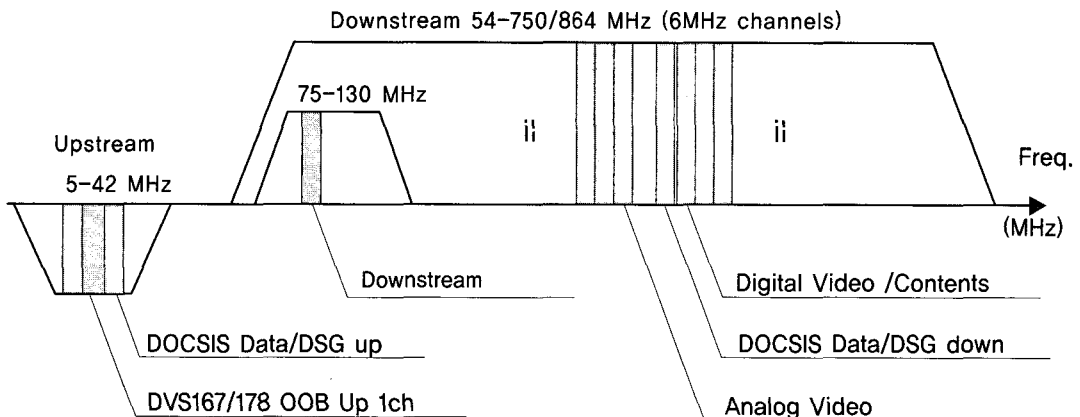 Downstream 54-750/864 MHz (6MHz channels)
75-130 MHz
Upstream
5-42 MHz
Freq.
(MHz)
Downstream
Digital Video /Contents
DOCSIS Data/DSG up
DOCSIS Data/DSG down
DVS167/178 OOB Up 1ch
Analog Video